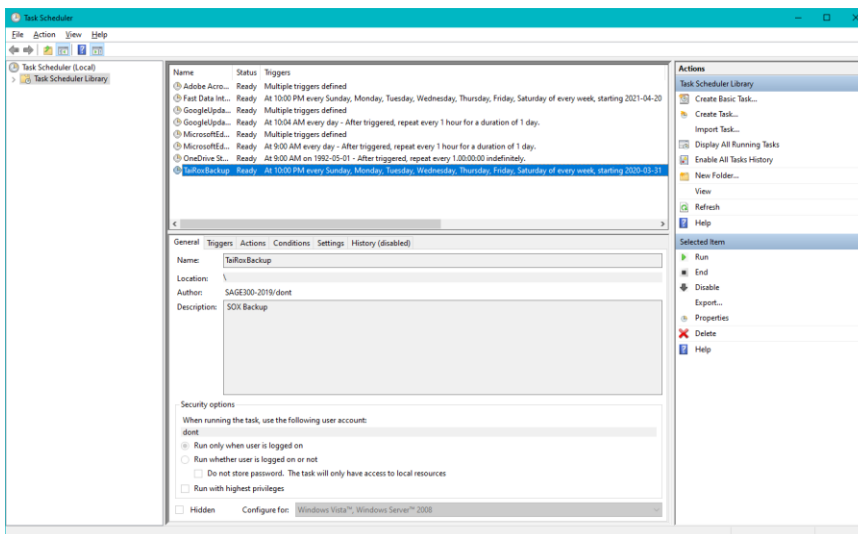 Task Scheduler
File Action View Help
Task Scheduler (Local)
Task Scheduler Library
Name Status Triggers
Adobe Acro... Ready Multiple triggers defined
Fast Data Int... Ready At 10:00 PM every Sunday, Monday, Tuesday, Wednesday, Thursday, Friday, Saturday of every week, starting 2021-04-20
GoogleUpda... Ready Multiple triggers defined
GoogleUpda... Ready At 10:04 AM every day - After triggered, repeat every 1 hour for a duration of 1 day.
MicrosoftEd... Ready Multiple triggers defined
MicrosoftEd... Ready At 9:00 AM every day - After triggered, repeat every 1 hour for a duration of 1 day.
OneDrive St... Ready At 9:00 AM on 1992-05-01 - After triggered, repeat every 1.00:00:00 indefinitely.
TaiRoxBackup Ready At 10:00 PM every Sunday, Monday, Tuesday, Wednesday, Thursday, Friday, Saturday of every week, starting 2020-03-31
General Triggers Actions Conditions Settings History (disabled)
Name: TaiRoxBackup
Location: \
Author: SAGE300-2019/dont
Description: SOX Backup
Security options
When running the task, use the following user account:
dont
Run only when user is logged on
Run whether user is logged on or not
Do not store password. The task will only have access to local resources
Run with highest privileges
Hidden Configure for: Windows Vista™, Windows Server™ 2008
Actions
Task Scheduler Library
Create Basic Task...
Create Task...
Import Task...
Display All Running Tasks
Enable All Tasks History
New Folder...
View
Refresh
Help
Selected Item
Run
End
Disable
Export...
Properties
Delete
Help